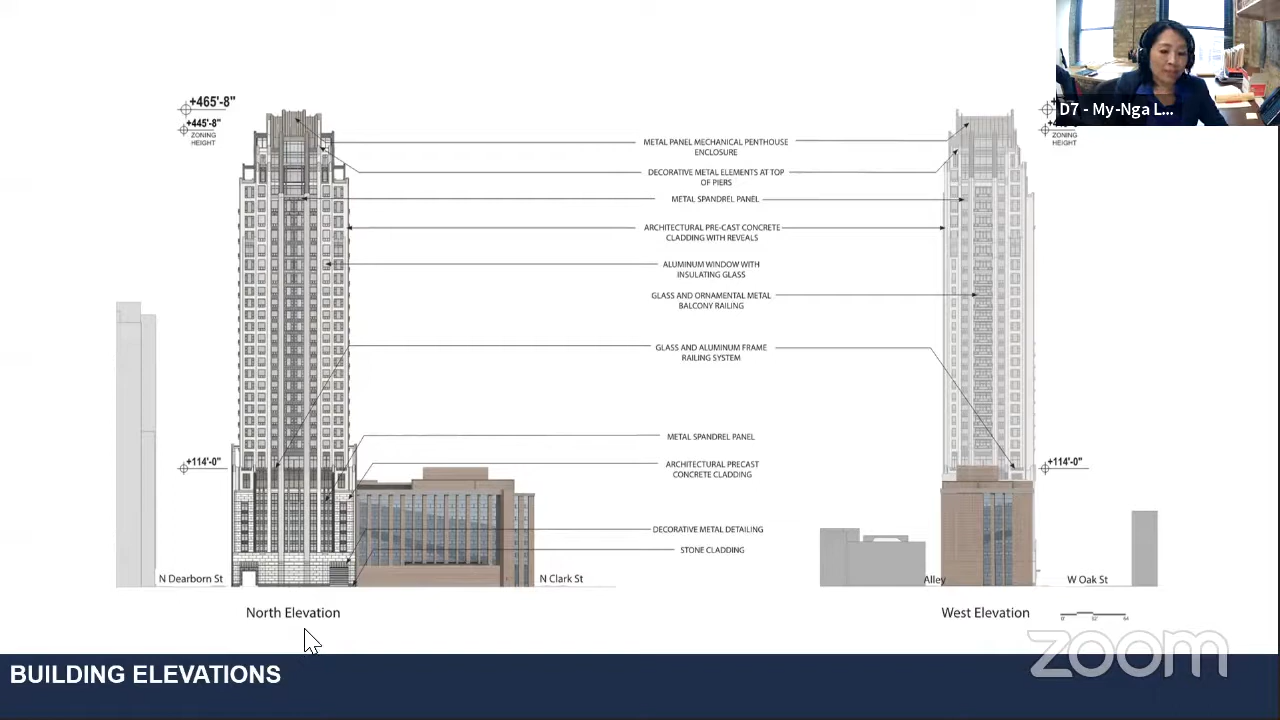 D7 - My-Nga L...
+465'-8"
+445'-8"
ZONING
HEIGHT
ZONING
HEIGHT
METAL PANEL MECHANICAL PENTHOUSE
ENCLOSURE
DECORATIVE METAL ELEMENTS AT TOP
OF PIERS
METAL SPANDREL PANEL
ARCHITECTURAL PRE-CAST CONCRETE
CLADDING WITH REVEALS
ALUMINUM WINDOW WITH
INSULATING GLASS
GLASS AND ORNAMENTAL METAL
BALCONY RAILING
GLASS AND ALUMINUM FRAME
RAILING SYSTEM
METAL SPANDREL PANEL
+114'-0"
+114'-0"
ARCHITECTURAL PRECAST
CONCRETE CLADDING
DECORATIVE METAL DETAILING
STONE CLADDING
N Dearborn St
N Clark St
Alley
W Oak St
North Elevation
West Elevation
0' 32' 64'
zoom
BUILDING ELEVATIONS